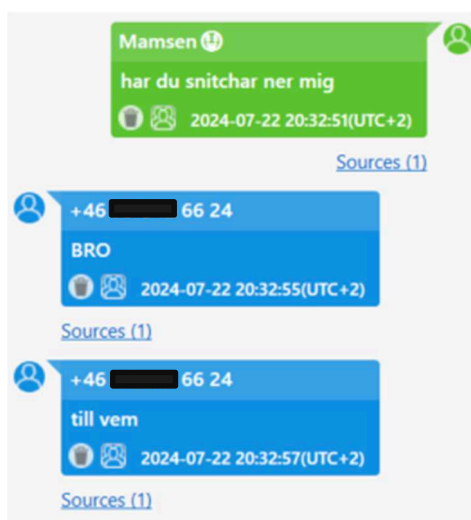 Mamsen
har du snitchar ner mig
2024-07-22 20:32:51(UTC+2)
Sources (1)
+46 66 24
BRO
2024-07-22 20:32:55(UTC+2)
Sources (1)
+46 66 24
till vem
2024-07-22 20:32:57(UTC+2)
Sources (1)